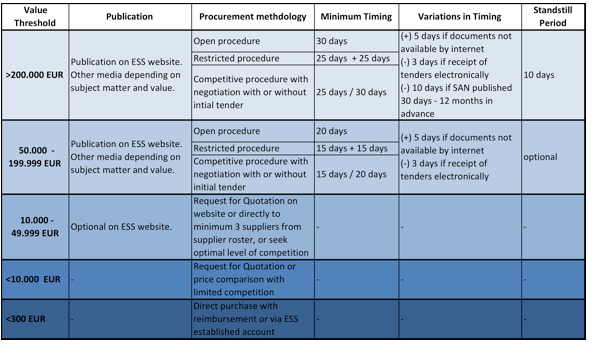 Value
Threshold
Publication
Procurement methdology
Minimum Timing
Variations in Timing
Standstill
Period
>200.000 EUR
Publication on ESS website.
Other media depending on
subject matter and value.
Open procedure
30 days
Restricted procedure
25 days + 25 days
Competitive procedure with
negotiation with or without
intial tender
25 days / 30 days
(+) 5 days if documents not
available by internet
(-) 3 days if receipt of
tenders electronically
(-) 10 days if SAN published
30 days - 12 months in
advance
10 days
50.000 -
199.999 EUR
Publication on ESS website.
Other media depending on
subject matter and value.
Open procedure
20 days
Restricted procedure
15 days + 15 days
Competitive procedure with
negotiation with or without
initial tender
15 days / 20 days
(+) 5 days if documents not
available by internet
(-) 3 days if receipt of
tenders electronically
optional
10.000 -
49.999 EUR
Optional on ESS website.
Request for Quotation on
website or directly to
minimum 3 suppliers from
supplier roster, or seek
optimal level of competition
-
-
-
<10.000 EUR
-
Request for Quotation or
price comparison with
limited competition
-
-
-
<300 EUR
-
Direct purchase with
reimbursement or via ESS
established account
-
-
-